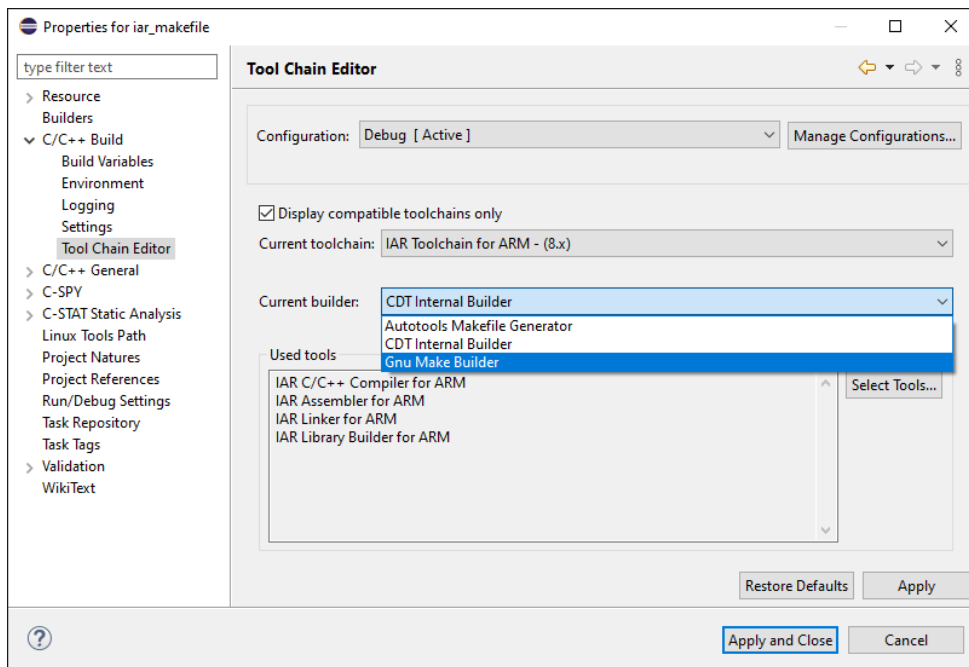 Properties for iar_makefile
type filter text
Resource
Builders
C/C++ Build
Build Variables
Environment
Logging
Settings
Tool Chain Editor
C/C++ General
C-SPY
C-STAT Static Analysis
Linux Tools Path
Project Natures
Project References
Run/Debug Settings
Task Repository
Task Tags
Validation
WikiText
Tool Chain Editor
Configuration: Debug [ Active ] Manage Configurations...
Display compatible toolchains only
Current toolchain: IAR Toolchain for ARM - (8.x)
Current builder: CDT Internal Builder
Autotools Makefile Generator
CDT Internal Builder
Gnu Make Builder
Used tools
IAR C/C++ Compiler for ARM
IAR Assembler for ARM
IAR Linker for ARM
IAR Library Builder for ARM
Select Tools...
Restore Defaults Apply
? Apply and Close Cancel